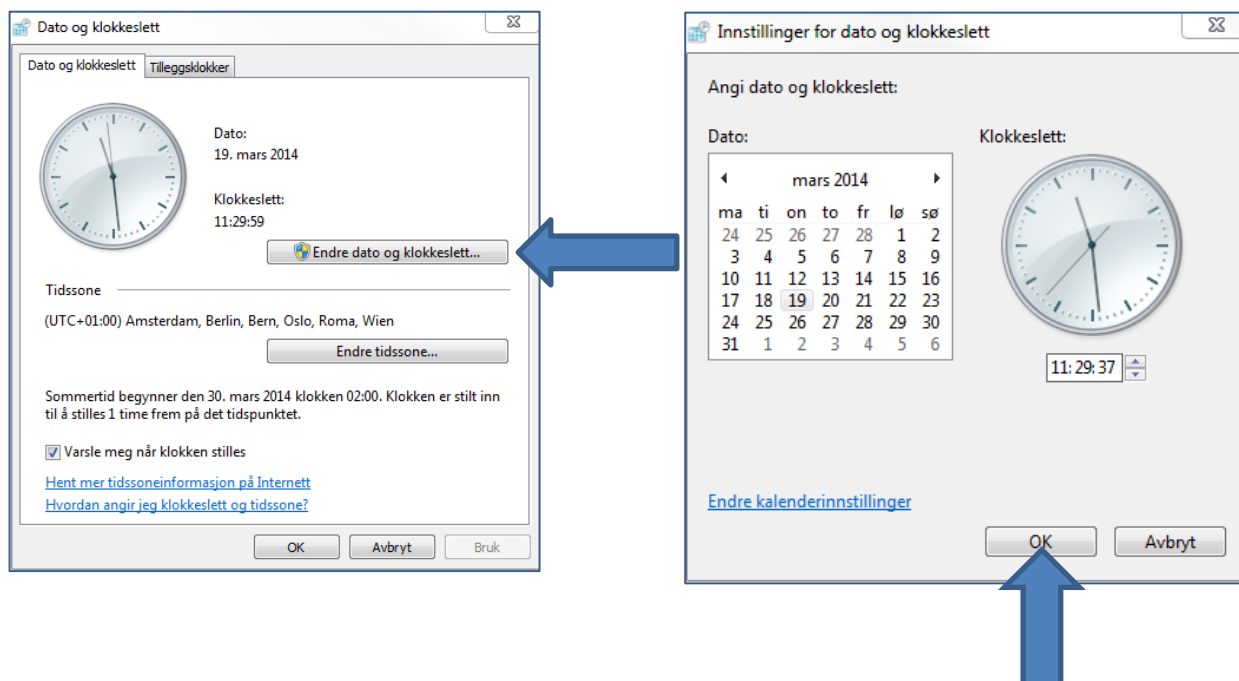 Dato og klokkeslett
Dato og klokkeslett Tilleggsklokker
Dato:
19. mars 2014
Klokkeslett:
11:29:59
Endre dato og klokkeslett...
Tidssone
(UTC+01:00) Amsterdam, Berlin, Bern, Oslo, Roma, Wien
Endre tidssone...
Sommertid begynner den 30. mars 2014 klokken 02:00. Klokken er stilt inn
til å stilles 1 time frem på det tidspunktet.
Varsle meg når klokken stilles
Hent mer tidssoneinformasjon på Internett
Hvordan angir jeg klokkeslett og tidssone?
OK Avbryt Bruk
Innstillinger for dato og klokkeslett
Angi dato og klokkeslett:
Dato: Klokkeslett:
mars 2014
ma ti on to fr lø sø
24 25 26 27 28 1 2
3 4 5 6 7 8 9
10 11 12 13 14 15 16
17 18 19 20 21 22 23
24 25 26 27 28 29 30
31 1 2 3 4 5 6
11:29:37
Endre kalenderinnstillinger
OK Avbryt